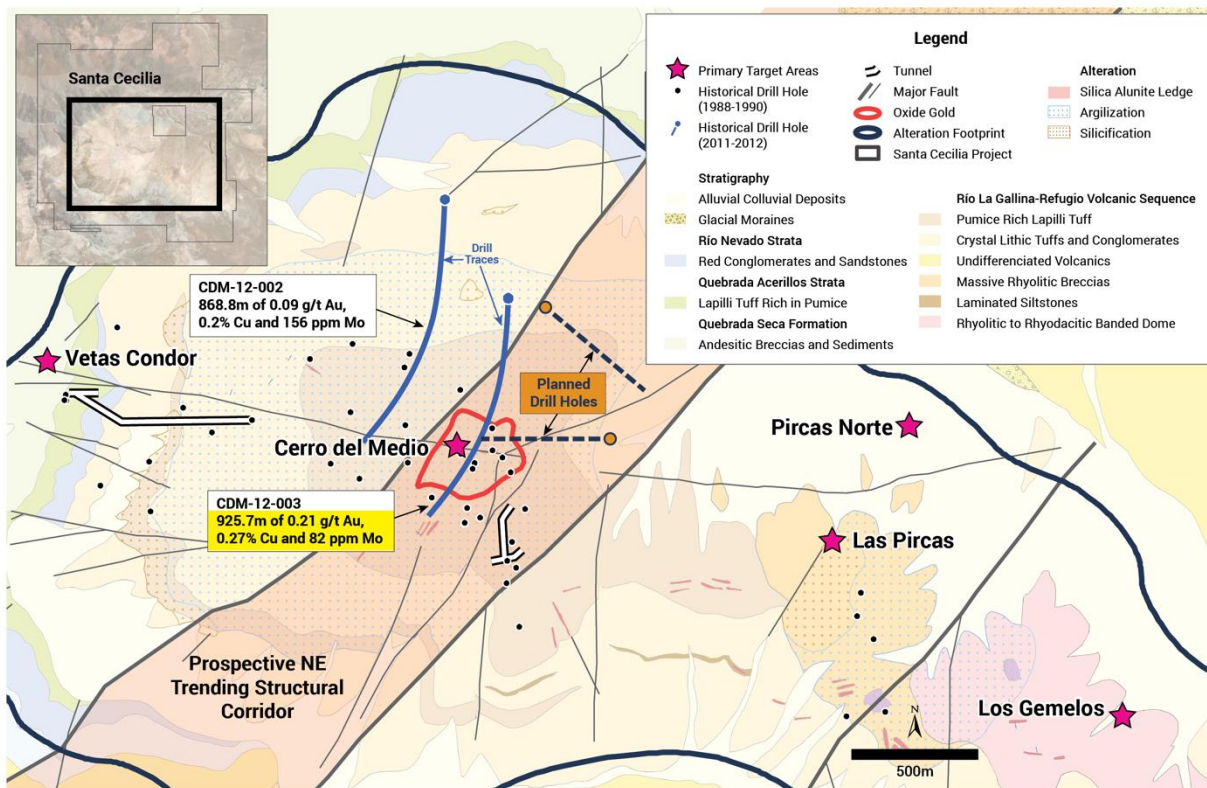 Santa Cecilia
Legend
Primary Target Areas
Historical Drill Hole
(1988-1990)
Historical Drill Hole
(2011-2012)
Tunnel
Major Fault
Oxide Gold
Alteration Footprint
Santa Cecilia Project
Alteration
Silica Alunite Ledge
Argilization
Silicification
Stratigraphy
Alluvial Colluvial Deposits
Glacial Moraines
Río Nevado Strata
Red Conglomerates and Sandstones
Quebrada Acerillos Strata
Lapilli Tuff Rich in Pumice
Quebrada Seca Formation
Andesitic Breccias and Sediments
Río La Gallina-Refugio Volcanic Sequence
Pumice Rich Lapilli Tuff
Crystal Lithic Tuffs and Conglomerates
Undifferenciated Volcanics
Massive Rhyolitic Breccias
Laminated Siltstones
Rhyolitic to Rhyodacitic Banded Dome
Drill
Traces
CDM-12-002
868.8m of 0.09 g/t Au,
0.2% Cu and 156 ppm Mo
Vetas Condor
Planned
Drill Holes
Cerro del Medio
Pircas Norte
CDM-12-003
925.7m of 0.21 g/t Au,
0.27% Cu and 82 ppm Mo
Las Pircas
Prospective NE
Trending Structural
Corridor
Los Gemelos
N
500m